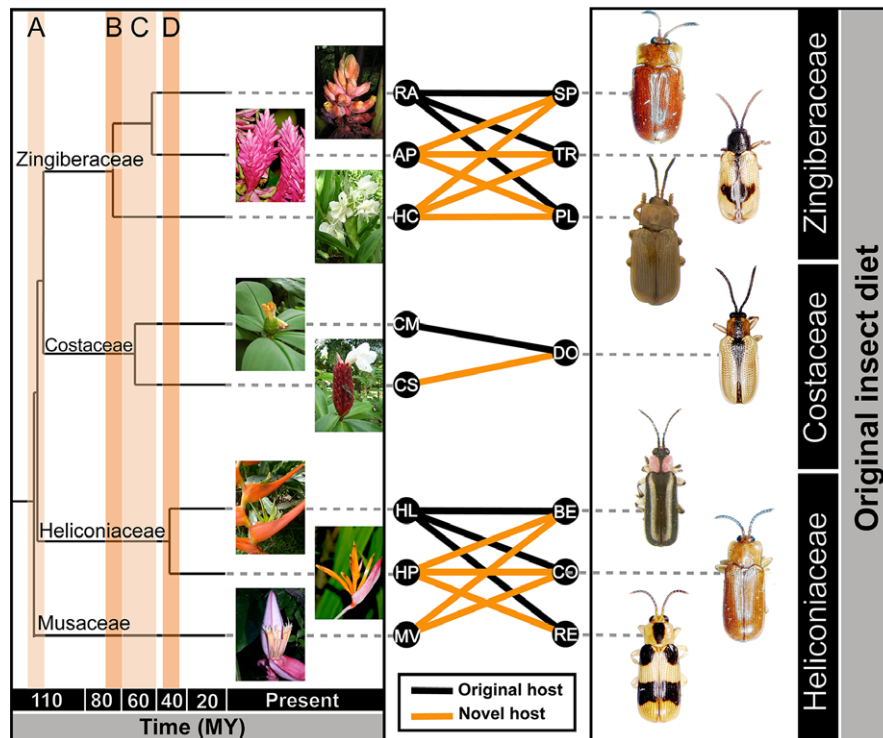 A B C D
Zingiberaceae
Costaceae
Heliconiaceae
Musaceae
110 80 60 40 20 Present
Time (MY)
RA
AP
HC
CM
CS
HL
HP
MV
SP
TR
PL
DO
BE
CO
RE
Original host
Novel host
Zingiberaceae
Costaceae
Heliconiaceae
Original insect diet